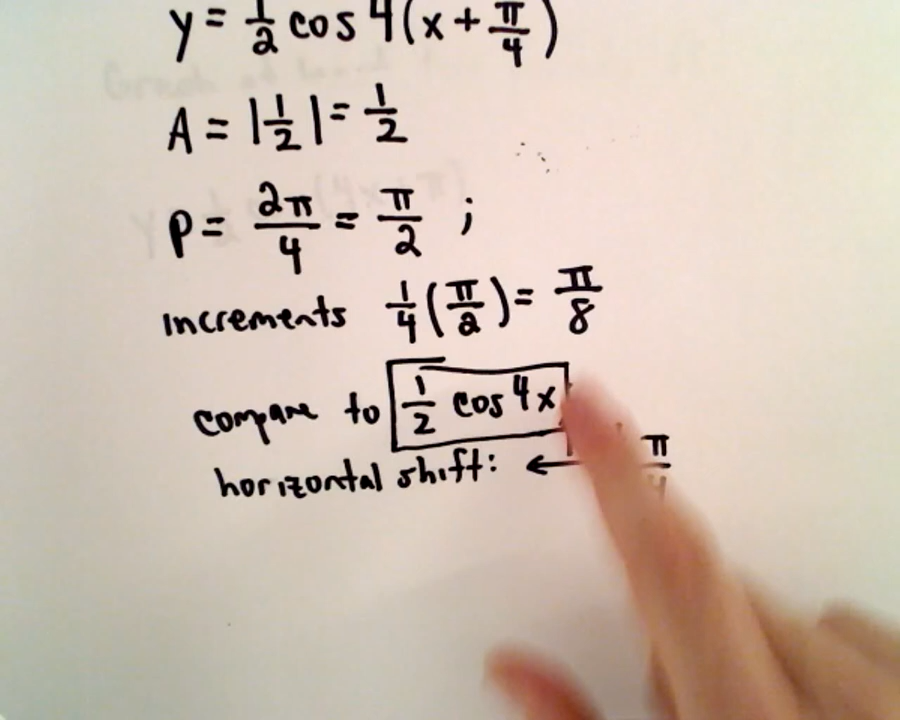 y = 1/2 cos 4(x + π/4)
A = |1/2| = 1/2
P = 2π/4 = π/2 ;
increments 1/4(π/2) = π/8
compare to 1/2 cos 4x
horizontal shift: ← π